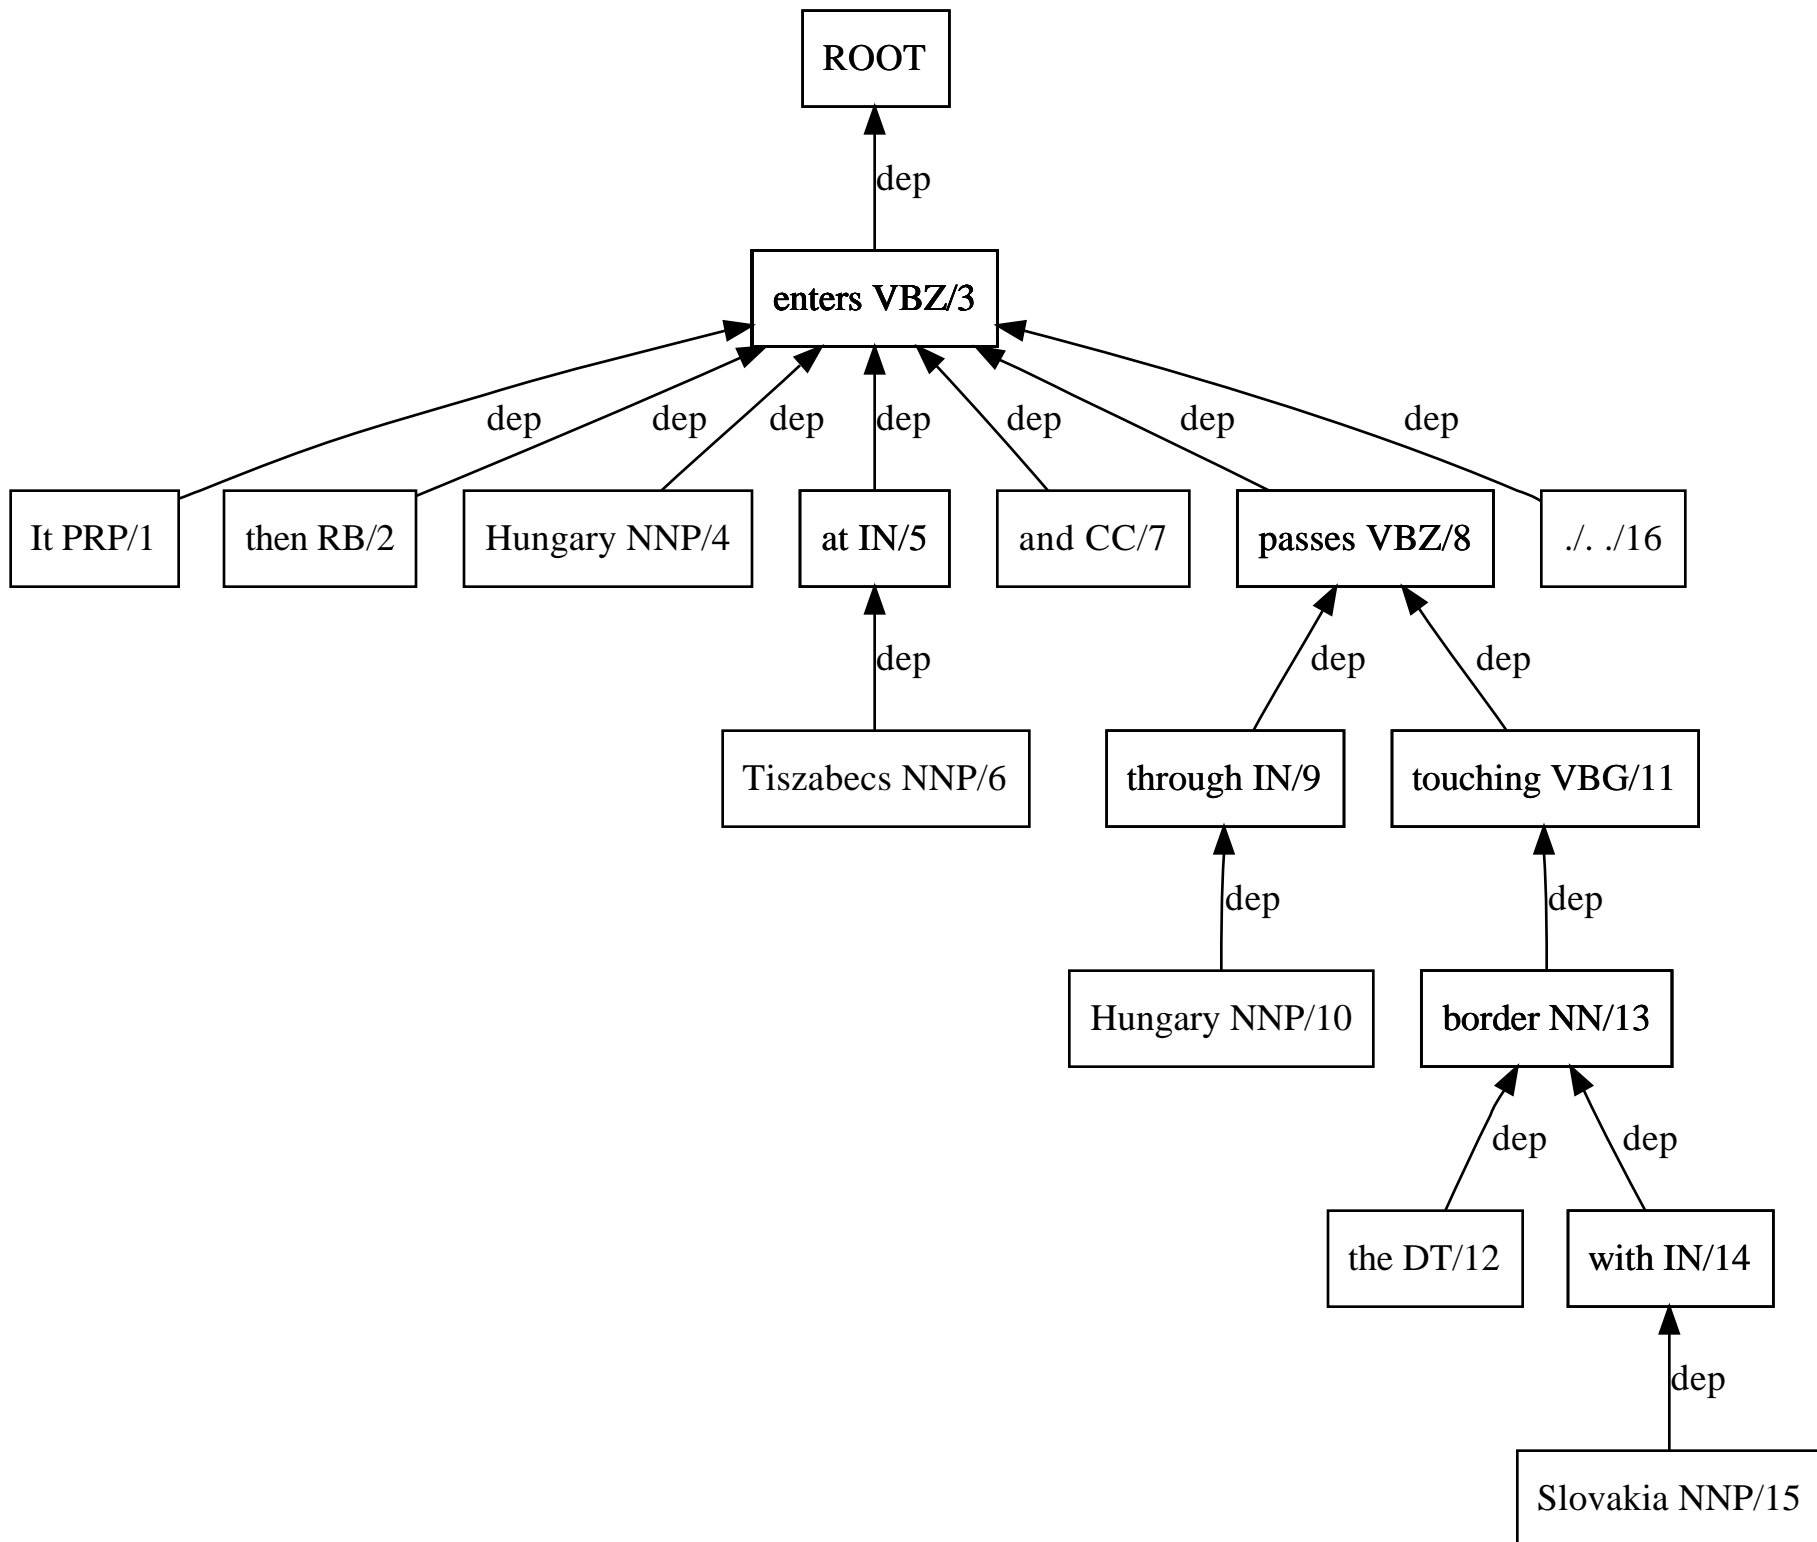 ROOT
dep
enters VBZ/3
dep dep dep dep dep dep dep
It PRP/1 then RB/2 Hungary NNP/4 at IN/5 and CC/7 passes VBZ/8 ./. ./16
dep dep dep
Tiszabecs NNP/6 through IN/9 touching VBG/11
dep dep
Hungary NNP/10 border NN/13
dep dep
the DT/12 with IN/14
dep
Slovakia NNP/15